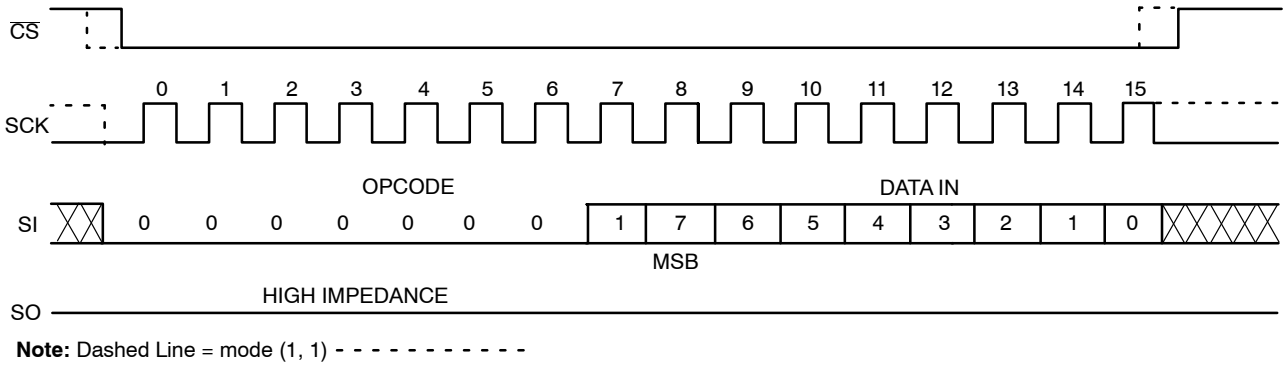 CS
0 1 2 3 4 5 6 7 8 9 10 11 12 13 14 15
SCK
OPCODE DATA IN
SI 0 0 0 0 0 0 0 1 7 6 5 4 3 2 1 0
MSB
HIGH IMPEDANCE
SO
Note: Dashed Line = mode (1, 1)